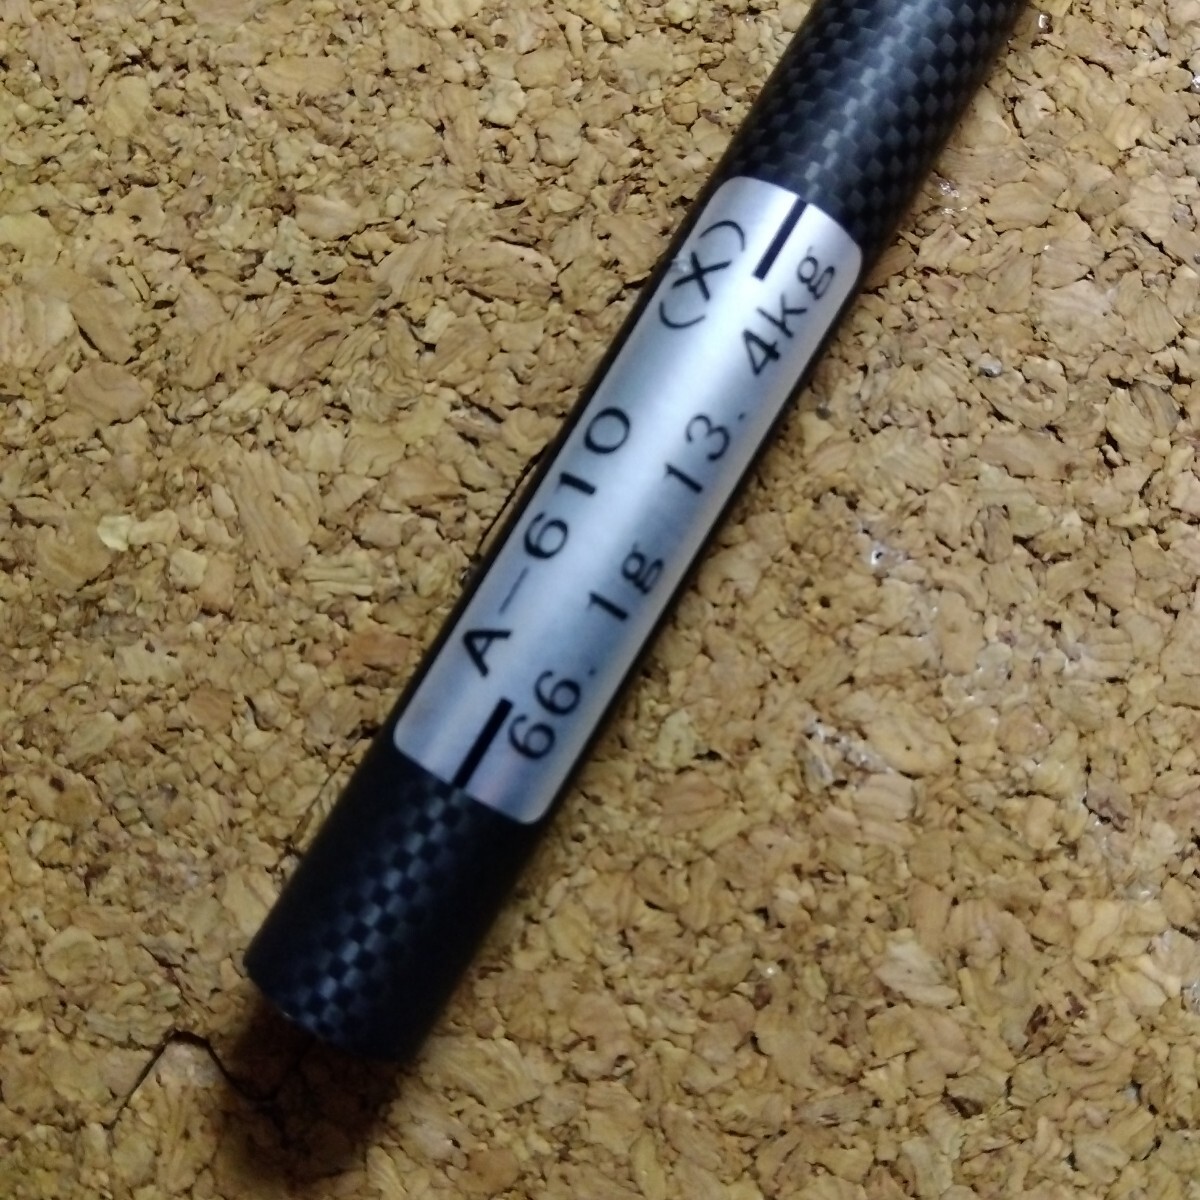 A-610 (X)
66. 1g 13. 4kg